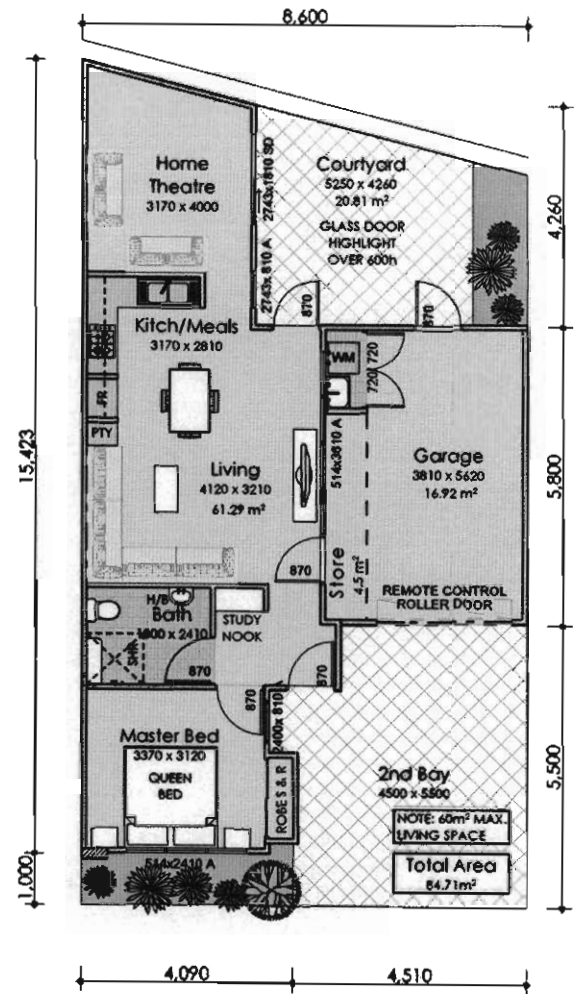 8,600
Home
Theatre
3170 x 4000
2743x1810 SD
2743x 810 A
Courtyard
5250 x 4260
20.81 m²
GLASS DOOR
HIGHLIGHT
OVER 600h
4,260
870
870
Kitch/Meals
3170 x 2810
WM
720
720
FR
PTY
15,423
Living
4120 x 3210
61.29 m²
514x3810 A
Garage
3810 x 5620
16.92 m²
5,800
870
Store
4.5 m²
REMOTE CONTROL
ROLLER DOOR
H/B
Bath
1800 x 2410
SHR
STUDY
NOOK
870
870
870
2400x 810
Master Bed
3370 x 3120
QUEEN
BED
ROBE S & R
2nd Bay
4500 x 5500
5,500
NOTE: 60m² MAX.
LIVING SPACE
Total Area
84.71m²
1,000
514x2410 A
4,090
4,510